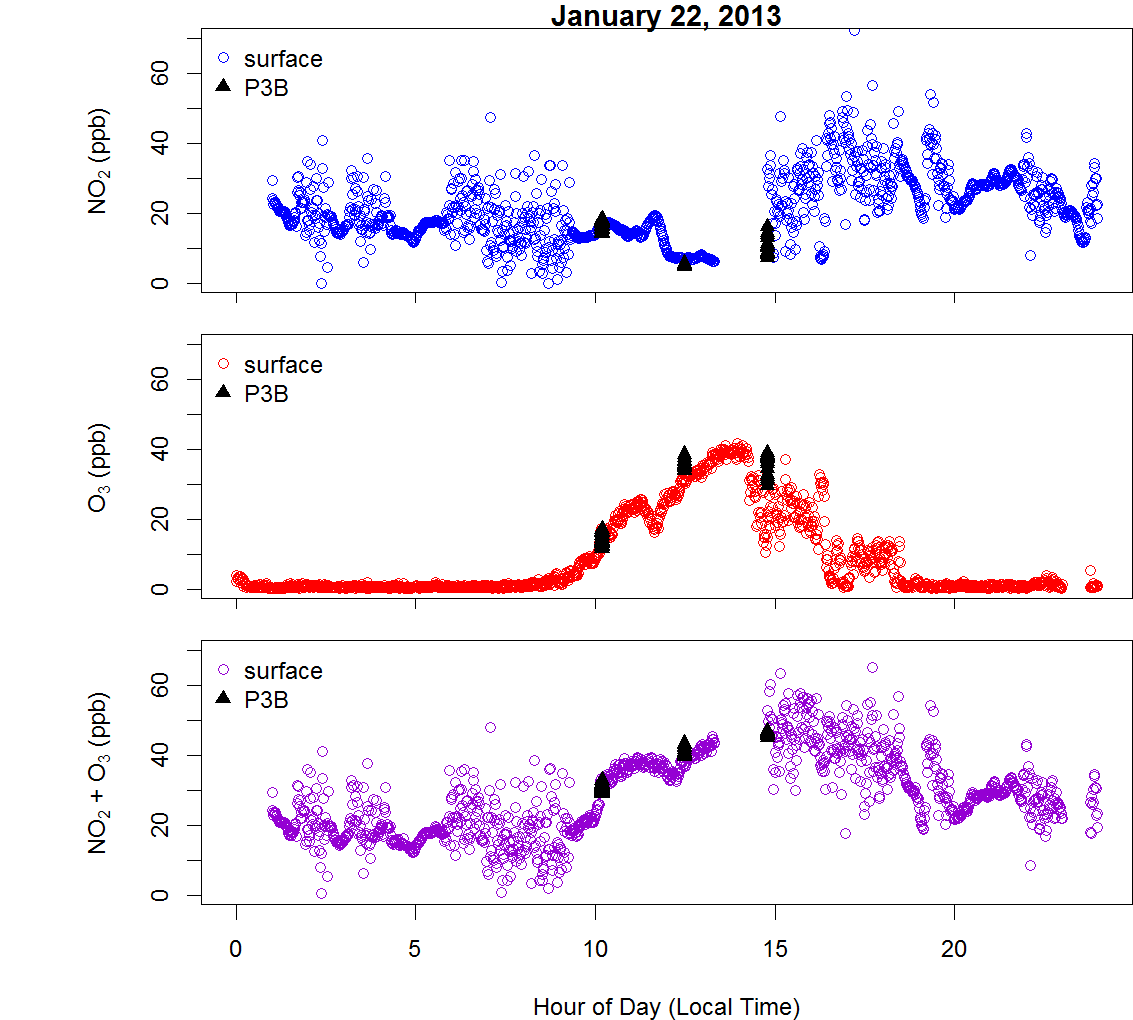 January 22, 2013
surface
P3B
NO₂ (ppb)
0
20
40
60
surface
P3B
O₃ (ppb)
0
20
40
60
surface
P3B
NO₂ + O₃ (ppb)
0
20
40
60
0 5 10 15 20
Hour of Day (Local Time)